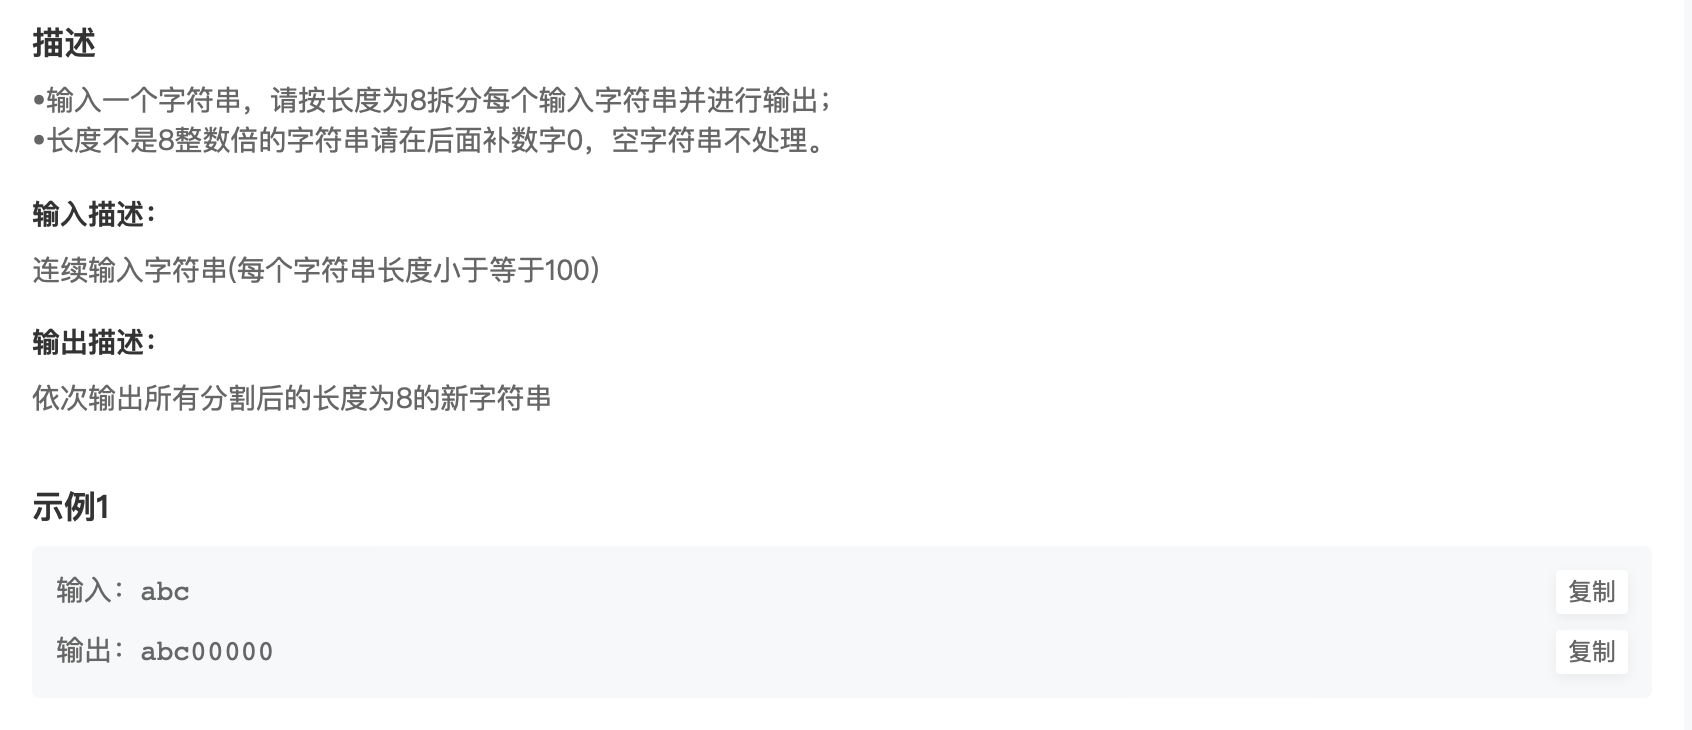 描述
•输入一个字符串，请按长度为8拆分每个输入字符串并进行输出；
•长度不是8整数倍的字符串请在后面补数字0，空字符串不处理。
输入描述：
连续输入字符串(每个字符串长度小于等于100)
输出描述：
依次输出所有分割后的长度为8的新字符串
示例1
输入：abc 复制
输出：abc00000 复制